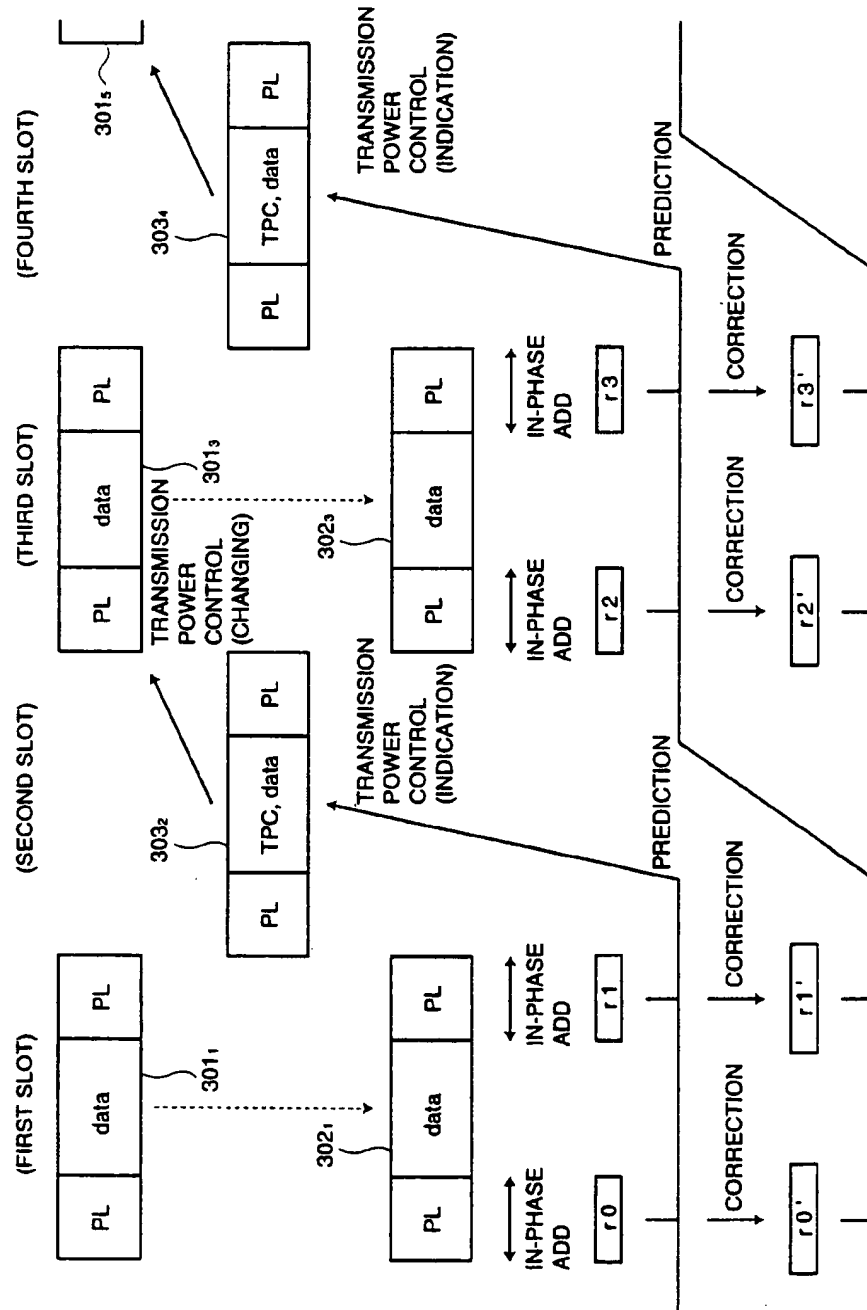 (FIRST SLOT)
(SECOND SLOT)
(THIRD SLOT)
(FOURTH SLOT)
PL
data
PL
301₁
PL
data
PL
301₃
301₅
TRANSMISSION
POWER
CONTROL
(CHANGING)
303₂
PL
TPC, data
PL
303₄
PL
TPC, data
PL
TRANSMISSION
POWER
CONTROL
(INDICATION)
TRANSMISSION
POWER
CONTROL
(INDICATION)
302₁
PL
data
PL
302₃
PL
data
PL
IN-PHASE
ADD
IN-PHASE
ADD
IN-PHASE
ADD
IN-PHASE
ADD
r0
r1
r2
r3
PREDICTION
PREDICTION
CORRECTION
CORRECTION
CORRECTION
CORRECTION
r0'
r1'
r2'
r3'